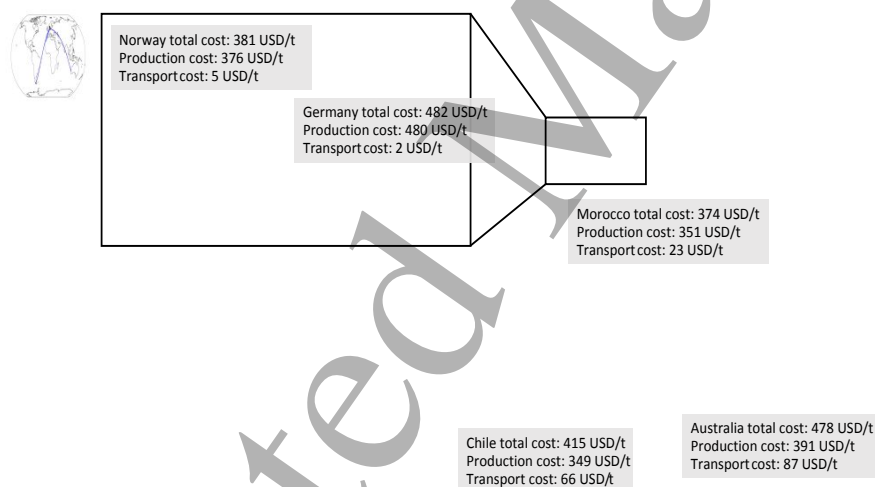 Norway total cost: 381 USD/t
Production cost: 376 USD/t
Transport cost: 5 USD/t
Germany total cost: 482 USD/t
Production cost: 480 USD/t
Transport cost: 2 USD/t
Morocco total cost: 374 USD/t
Production cost: 351 USD/t
Transport cost: 23 USD/t
Chile total cost: 415 USD/t
Production cost: 349 USD/t
Transport cost: 66 USD/t
Australia total cost: 478 USD/t
Production cost: 391 USD/t
Transport cost: 87 USD/t
ted Ma